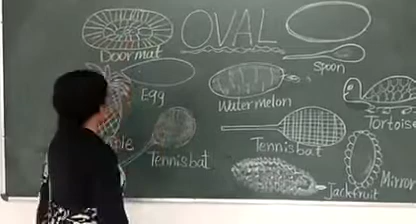 OVAL
Doormat
Spoon
Egg
Watermelon
Tortoise
Tennisbat
Tennisbat
Mirror
Jackfruit